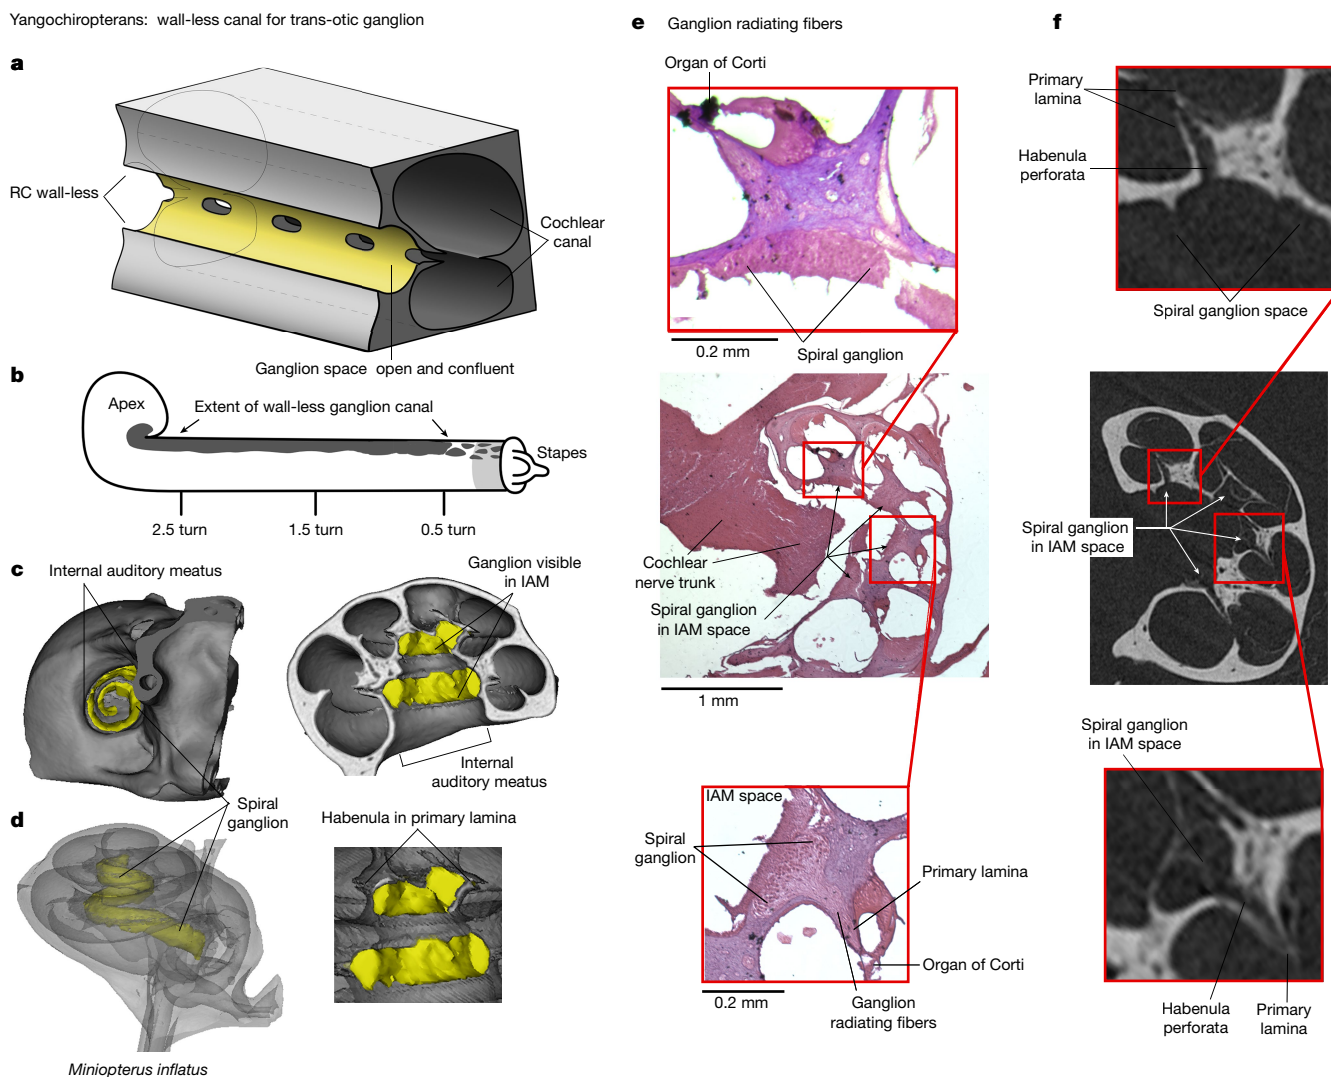 Yangochiropterans: wall-less canal for trans-otic ganglion
a
RC wall-less
Cochlear
canal
Ganglion space open and confluent
b
Apex
Extent of wall-less ganglion canal
Stapes
2.5 turn
1.5 turn
0.5 turn
c
Internal auditory meatus
Ganglion visible
in IAM
Internal
auditory meatus
Spiral
ganglion
d
Habenula in primary lamina
Miniopterus inflatus
e
Ganglion radiating fibers
Organ of Corti
0.2 mm
Spiral ganglion
Cochlear
nerve trunk
Spiral ganglion
in IAM space
1 mm
IAM space
Spiral
ganglion
Primary lamina
Organ of Corti
0.2 mm
Ganglion
radiating fibers
f
Primary
lamina
Habenula
perforata
Spiral ganglion space
Spiral ganglion
in IAM space
Spiral ganglion
in IAM space
Habenula
perforata
Primary
lamina